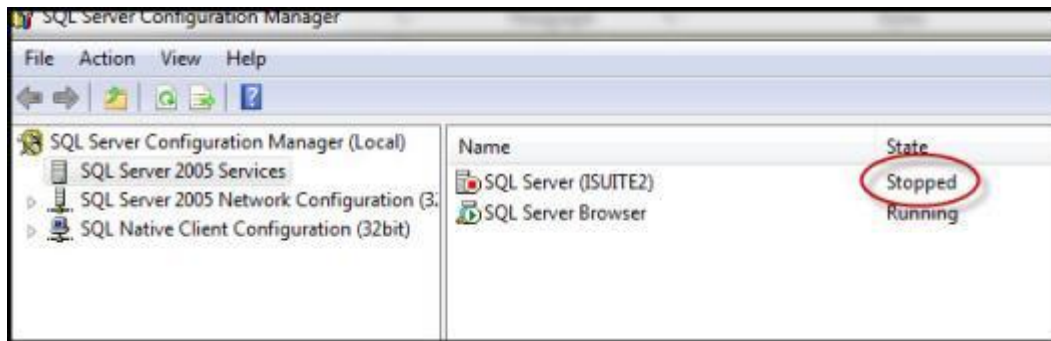 SQL Server Configuration Manager
File Action View Help
SQL Server Configuration Manager (Local)
SQL Server 2005 Services
SQL Server 2005 Network Configuration (3
SQL Native Client Configuration (32bit)
Name State
SQL Server (ISUITE2) Stopped
SQL Server Browser Running